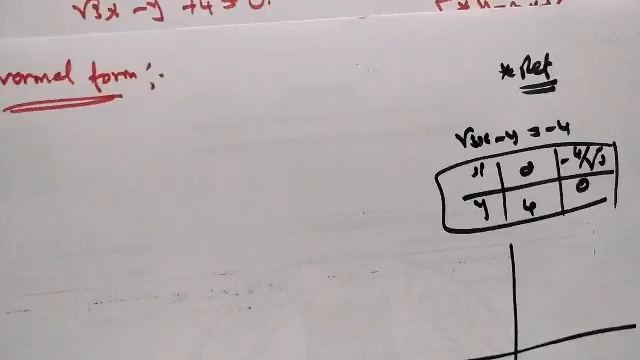 √3x - y + 4 = 0.
normal form :-
* Ref
√3x - y = -4
x 0 -4/√3
y 4 0